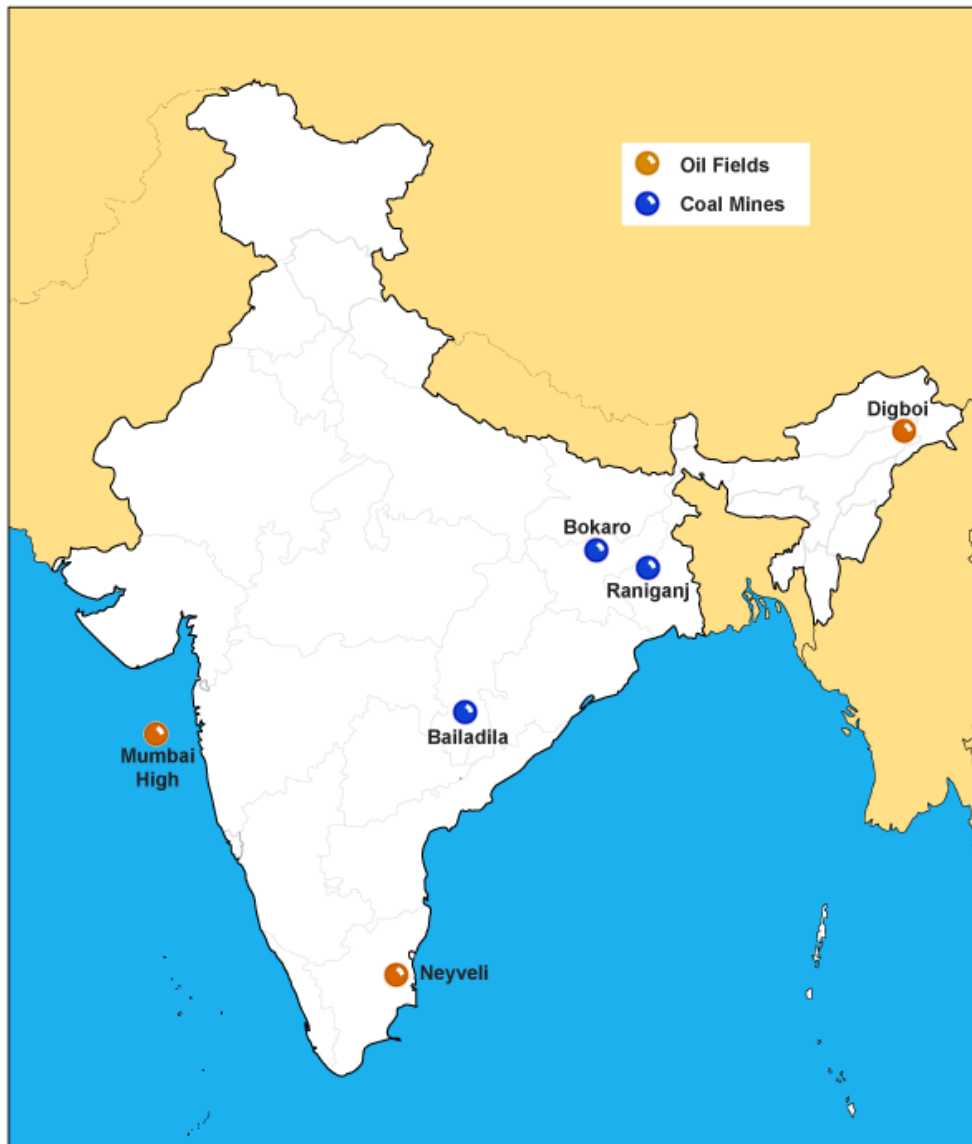 Oil Fields
Coal Mines
Digboi
Bokaro
Raniganj
Bailadila
Mumbai
High
Neyveli